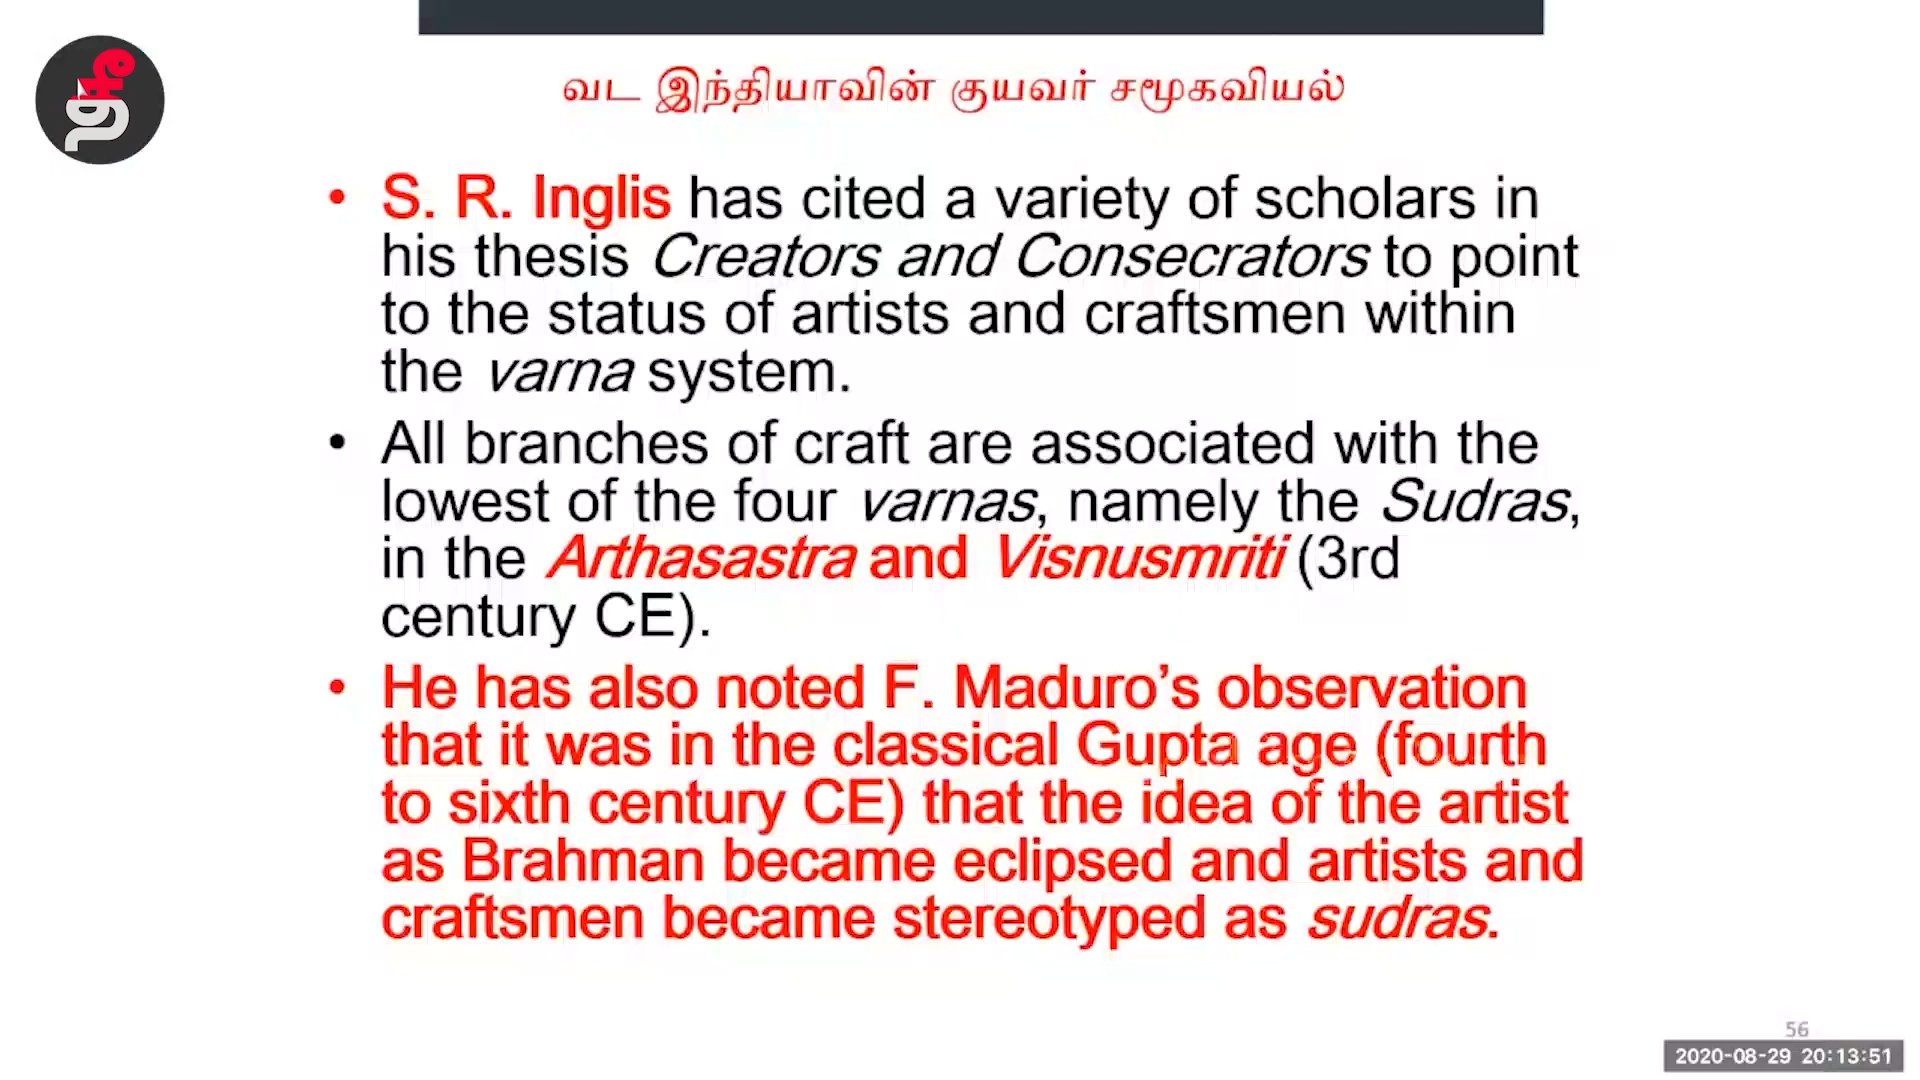 வட இந்தியாவின் குயவர் சமூகவியல்
• S. R. Inglis has cited a variety of scholars in
his thesis Creators and Consecrators to point
to the status of artists and craftsmen within
the varna system.
• All branches of craft are associated with the
lowest of the four varnas, namely the Sudras,
in the Arthasastra and Visnusmriti (3rd
century CE).
• He has also noted F. Maduro’s observation
that it was in the classical Gupta age (fourth
to sixth century CE) that the idea of the artist
as Brahman became eclipsed and artists and
craftsmen became stereotyped as sudras.
56
2020-08-29 20:13:51